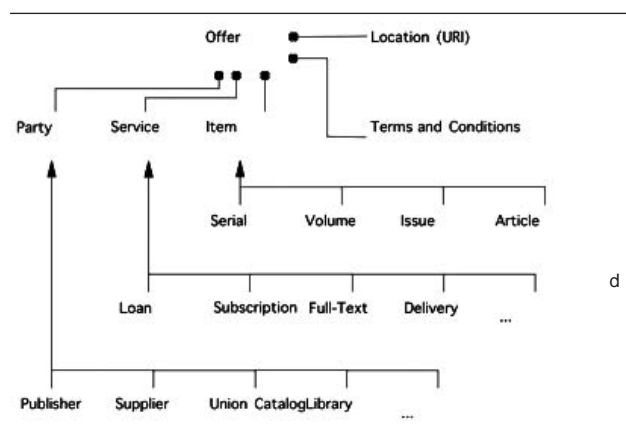 Offer Location (URI)
Party Service Item Terms and Conditions
Serial Volume Issue Article
d
Loan Subscription Full-Text Delivery ...
Publisher Supplier Union CatalogLibrary ...